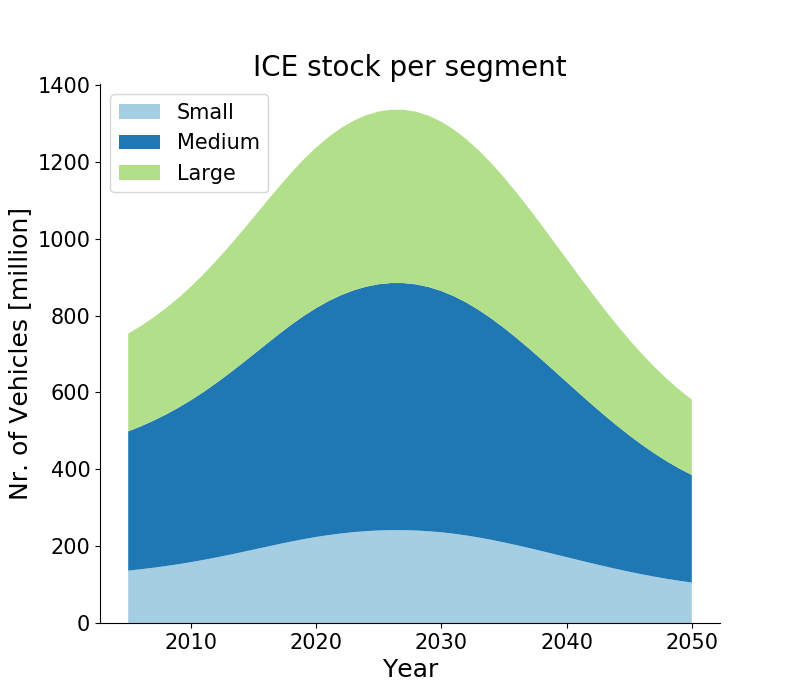 ICE stock per segment
Small
Medium
Large
Nr. of Vehicles [million]
1400
1200
1000
800
600
400
200
0
2010 2020 2030 2040 2050
Year